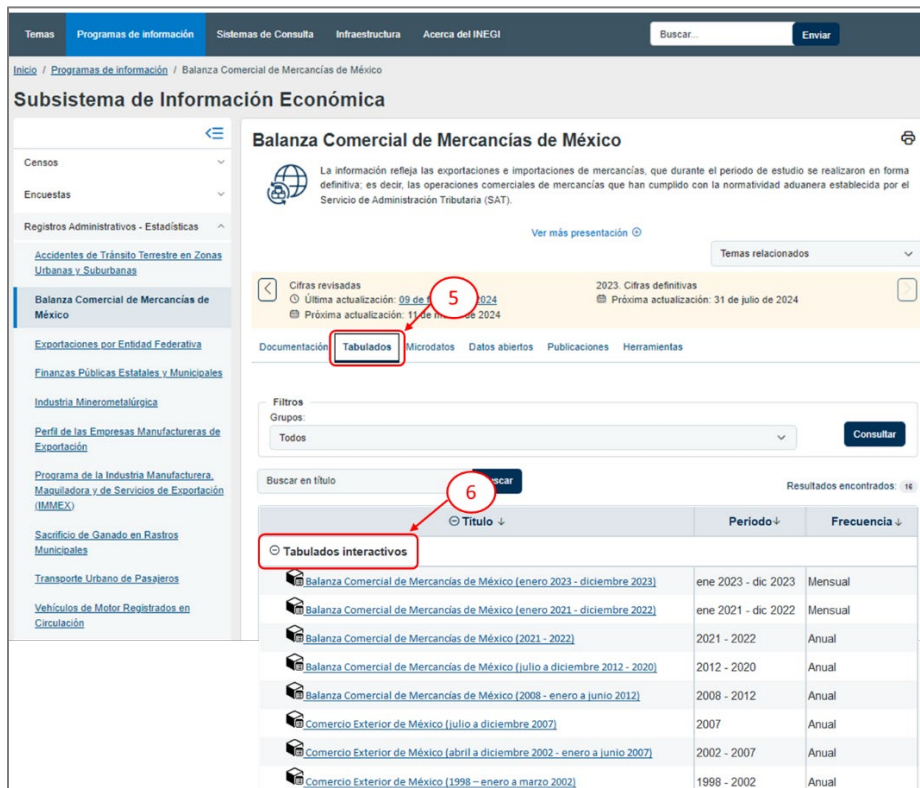 Temas Programas de información Sistemas de Consulta Infraestructura Acerca del INEGI Buscar... Enviar
Inicio / Programas de información / Balanza Comercial de Mercancías de México
Subsistema de Información Económica
Censos
Encuestas
Registros Administrativos - Estadísticas
Accidentes de Tránsito Terrestre en Zonas
Urbanas y Suburbanas
Balanza Comercial de Mercancías de
México
Exportaciones por Entidad Federativa
Finanzas Públicas Estatales y Municipales
Industria Minerometalúrgica
Perfil de las Empresas Manufactureras de
Exportación
Programa de la Industria Manufacturera,
Maquiladora y de Servicios de Exportación
(IMMEX)
Sacrificio de Ganado en Rastros
Municipales
Transporte Urbano de Pasajeros
Vehículos de Motor Registrados en
Circulación
Balanza Comercial de Mercancías de México
La información refleja las exportaciones e importaciones de mercancías, que durante el periodo de estudio se realizaron en forma
definitiva; es decir, las operaciones comerciales de mercancías que han cumplido con la normatividad aduanera establecida por el
Servicio de Administración Tributaria (SAT).
Ver más presentación
Temas relacionados
Cifras revisadas
Última actualización: 09 de 2024
Próxima actualización: 11 de 2024
2023. Cifras definitivas
Próxima actualización: 31 de julio de 2024
5
Documentación Tabulados Microdatos Datos abiertos Publicaciones Herramientas
Filtros
Grupos:
Todos
Consultar
Buscar en título
6
Resultados encontrados: 16
Título Periodo Frecuencia
Tabulados interactivos
Balanza Comercial de Mercancías de México (enero 2023 - diciembre 2023) ene 2023 - dic 2023 Mensual
Balanza Comercial de Mercancías de México (enero 2021 - diciembre 2022) ene 2021 - dic 2022 Mensual
Balanza Comercial de Mercancías de México (2021 - 2022) 2021 - 2022 Anual
Balanza Comercial de Mercancías de México (julio a diciembre 2012 - 2020) 2012 - 2020 Anual
Balanza Comercial de Mercancías de México (2008 - enero a junio 2012) 2008 - 2012 Anual
Comercio Exterior de México (julio a diciembre 2007) 2007 Anual
Comercio Exterior de México (abril a diciembre 2002 - enero a junio 2007) 2002 - 2007 Anual
Comercio Exterior de México (1998 – enero a marzo 2002) 1998 - 2002 Anual